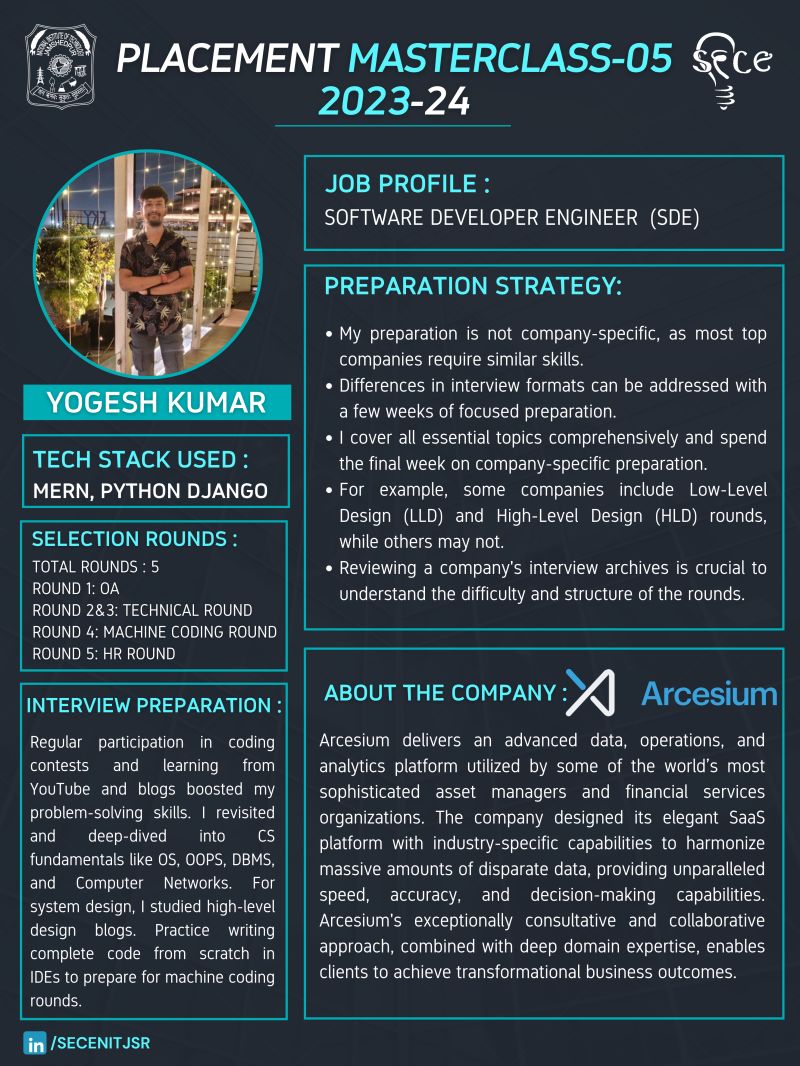 NATIONAL INSTITUTE OF TECHNOLOGY
JAMSHEDPUR
PLACEMENT MASTERCLASS-05
2023-24
sece
YOGESH KUMAR
TECH STACK USED :
MERN, PYTHON DJANGO
SELECTION ROUNDS :
TOTAL ROUNDS : 5
ROUND 1: OA
ROUND 2&3: TECHNICAL ROUND
ROUND 4: MACHINE CODING ROUND
ROUND 5: HR ROUND
INTERVIEW PREPARATION :
Regular participation in coding
contests and learning from
YouTube and blogs boosted my
problem-solving skills. I revisited
and deep-dived into CS
fundamentals like OS, OOPS, DBMS,
and Computer Networks. For
system design, I studied high-level
design blogs. Practice writing
complete code from scratch in
IDEs to prepare for machine coding
rounds.
JOB PROFILE :
SOFTWARE DEVELOPER ENGINEER (SDE)
PREPARATION STRATEGY:
• My preparation is not company-specific, as most top
companies require similar skills.
• Differences in interview formats can be addressed with
a few weeks of focused preparation.
• I cover all essential topics comprehensively and spend
the final week on company-specific preparation.
• For example, some companies include Low-Level
Design (LLD) and High-Level Design (HLD) rounds,
while others may not.
• Reviewing a company's interview archives is crucial to
understand the difficulty and structure of the rounds.
ABOUT THE COMPANY :
Arcesium
Arcesium delivers an advanced data, operations, and
analytics platform utilized by some of the world's most
sophisticated asset managers and financial services
organizations. The company designed its elegant SaaS
platform with industry-specific capabilities to harmonize
massive amounts of disparate data, providing unparalleled
speed, accuracy, and decision-making capabilities.
Arcesium's exceptionally consultative and collaborative
approach, combined with deep domain expertise, enables
clients to achieve transformational business outcomes.
in /SECENITJSR